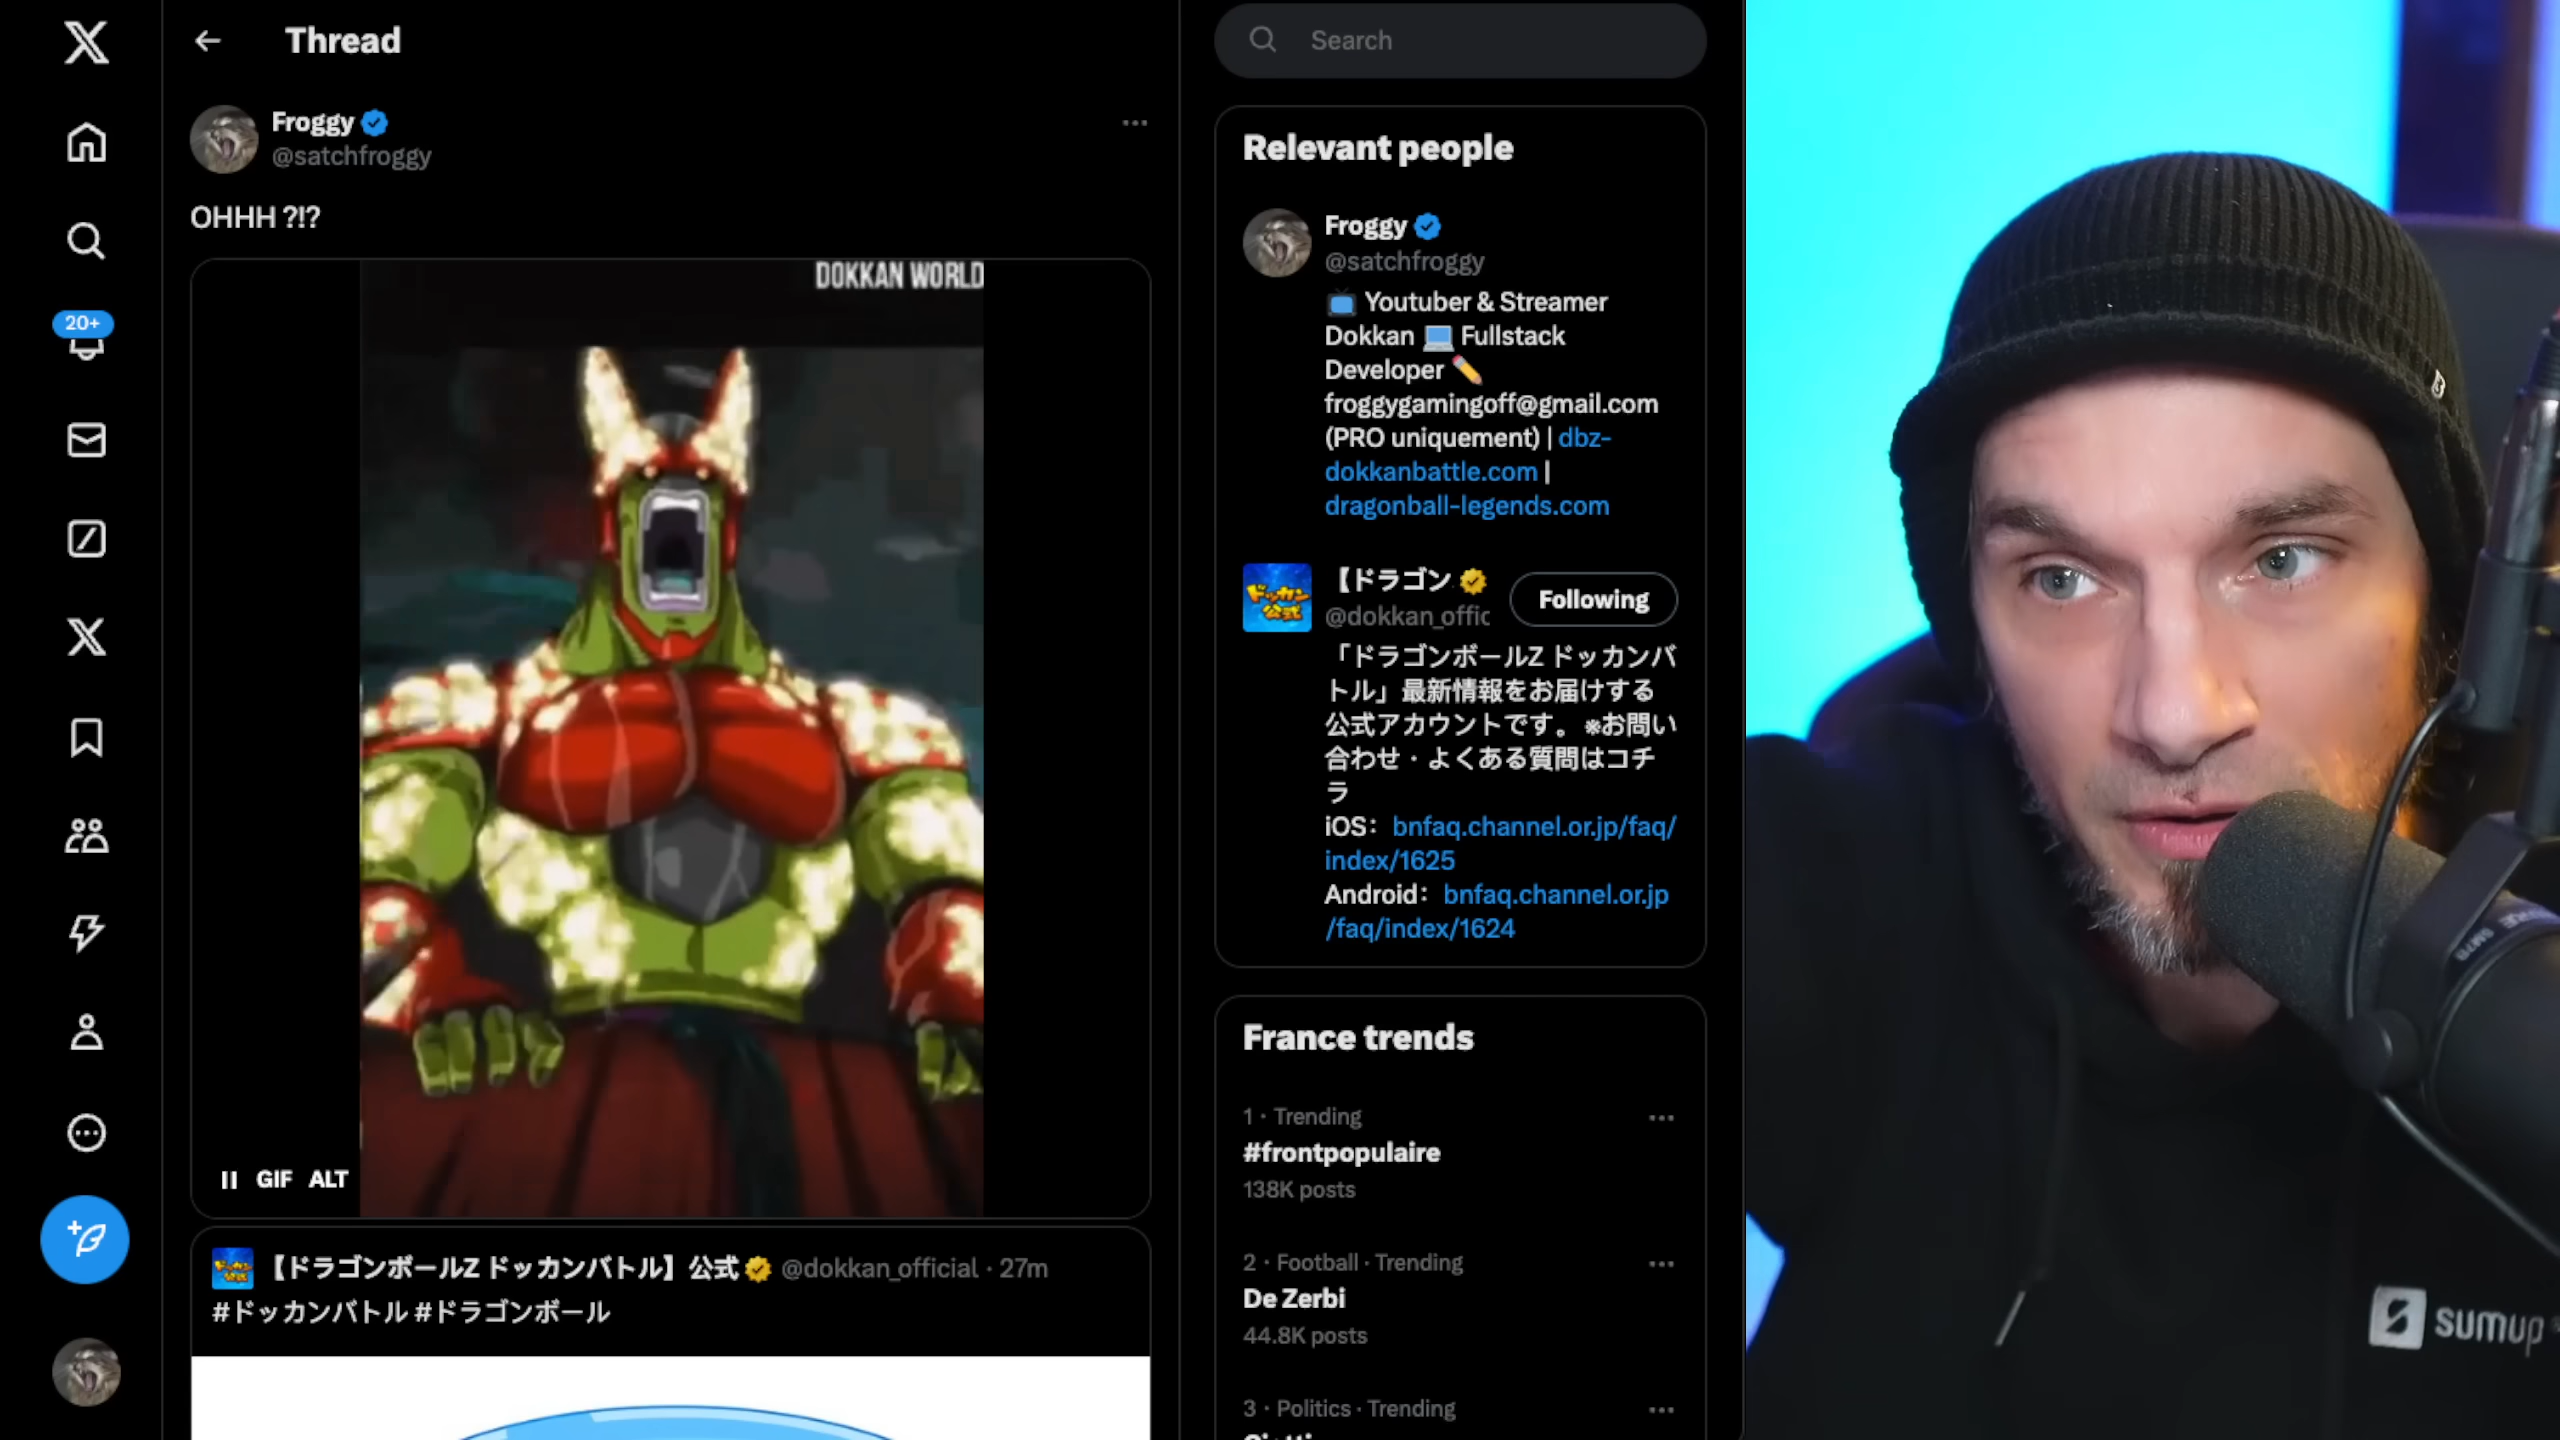 Thread
Froggy
@satchfroggy
OHHH ?!?
DOKKAN WORLD
GIF ALT
【ドラゴンボールZ ドッカンバトル】公式 @dokkan_official · 27m
#ドッカンバトル #ドラゴンボール
20+
Search
Relevant people
Froggy
@satchfroggy
Youtuber & Streamer
Dokkan Fullstack
Developer
froggygamingoff@gmail.com
(PRO uniquement) | dbz-
dokkanbattle.com |
dragonball-legends.com
ドッカン
公式
【ドラゴン
Following
@dokkan_offic
「ドラゴンボールZ ドッカンバ
トル」最新情報をお届けする
公式アカウントです。※お問い
合わせ・よくある質問はコチ
ラ
iOS： bnfaq.channel.or.jp/faq/
index/1625
Android： bnfaq.channel.or.jp
/faq/index/1624
France trends
1 · Trending
#frontpopulaire
138K posts
2 · Football · Trending
De Zerbi
44.8K posts
3 · Politics · Trending
sumup